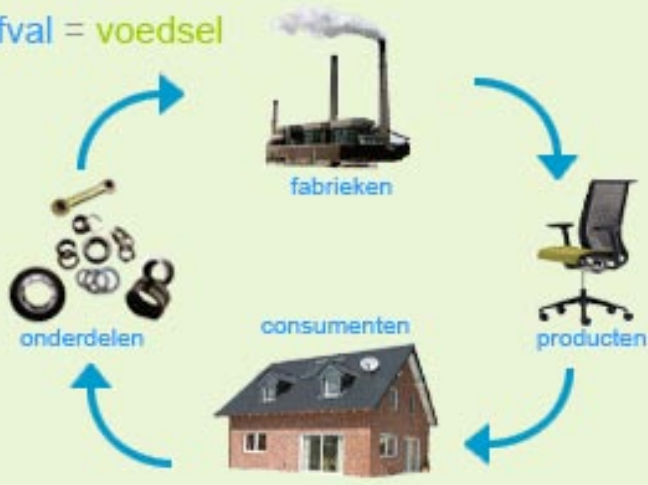 fval = voedsel
fabrieken
producten
consumenten
onderdelen